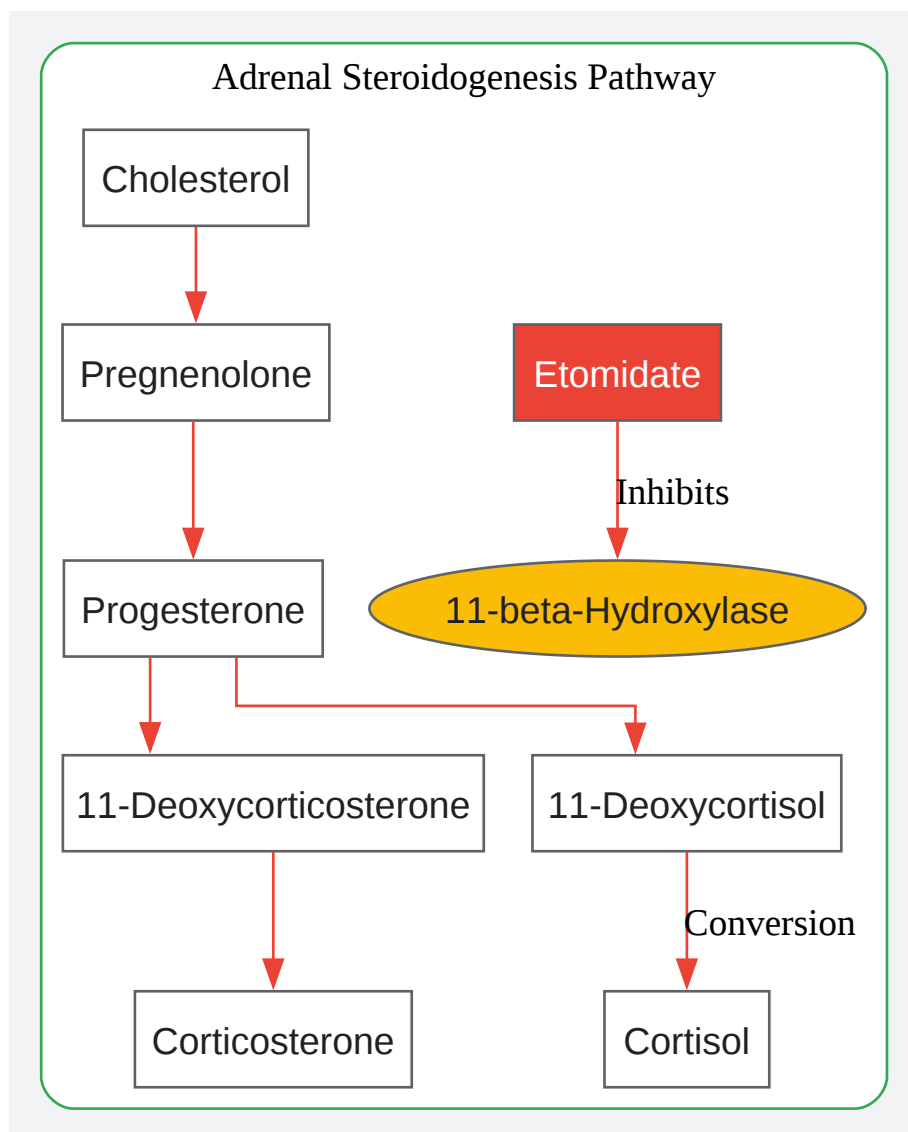 Adrenal Steroidogenesis Pathway
Cholesterol
Pregnenolone
Etomidate
Inhibits
Progesterone
11-beta-Hydroxylase
11-Deoxycorticosterone
11-Deoxycortisol
Conversion
Corticosterone
Cortisol